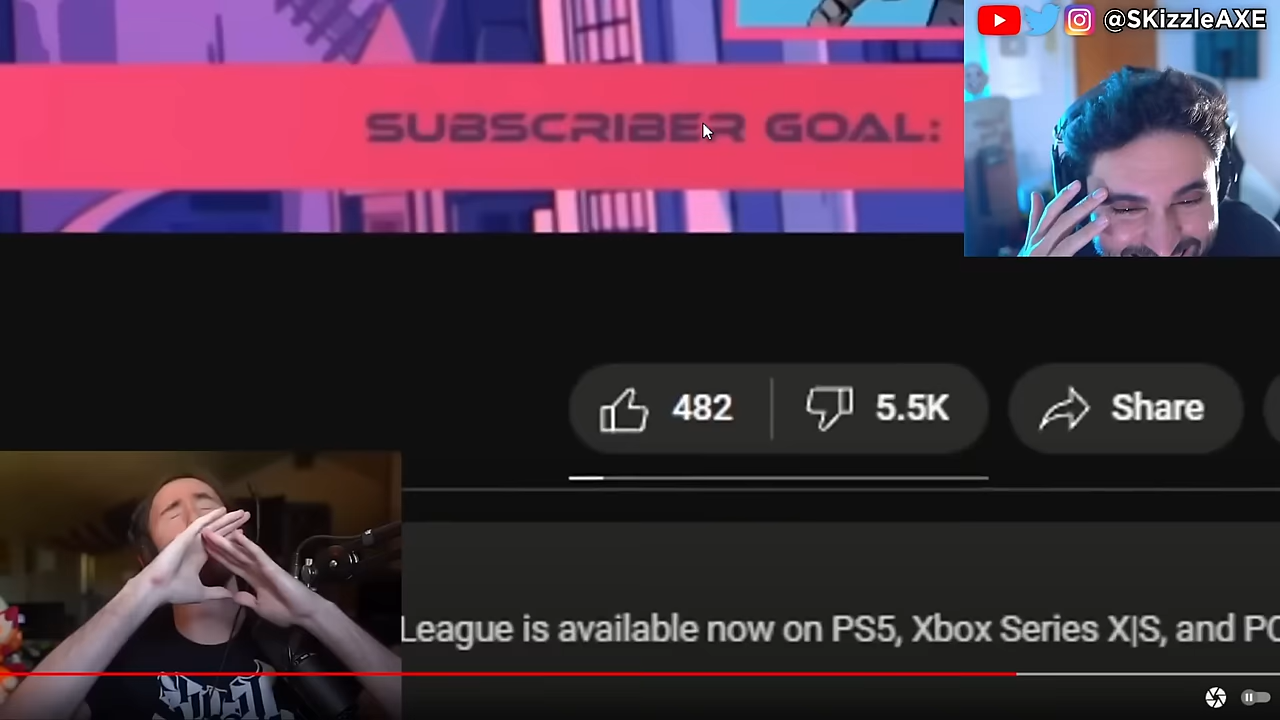 @SKizzleAXE
SUBSCRIBER GOAL:
482
5.5K
Share
League is available now on PS5, Xbox Series X|S, and PC